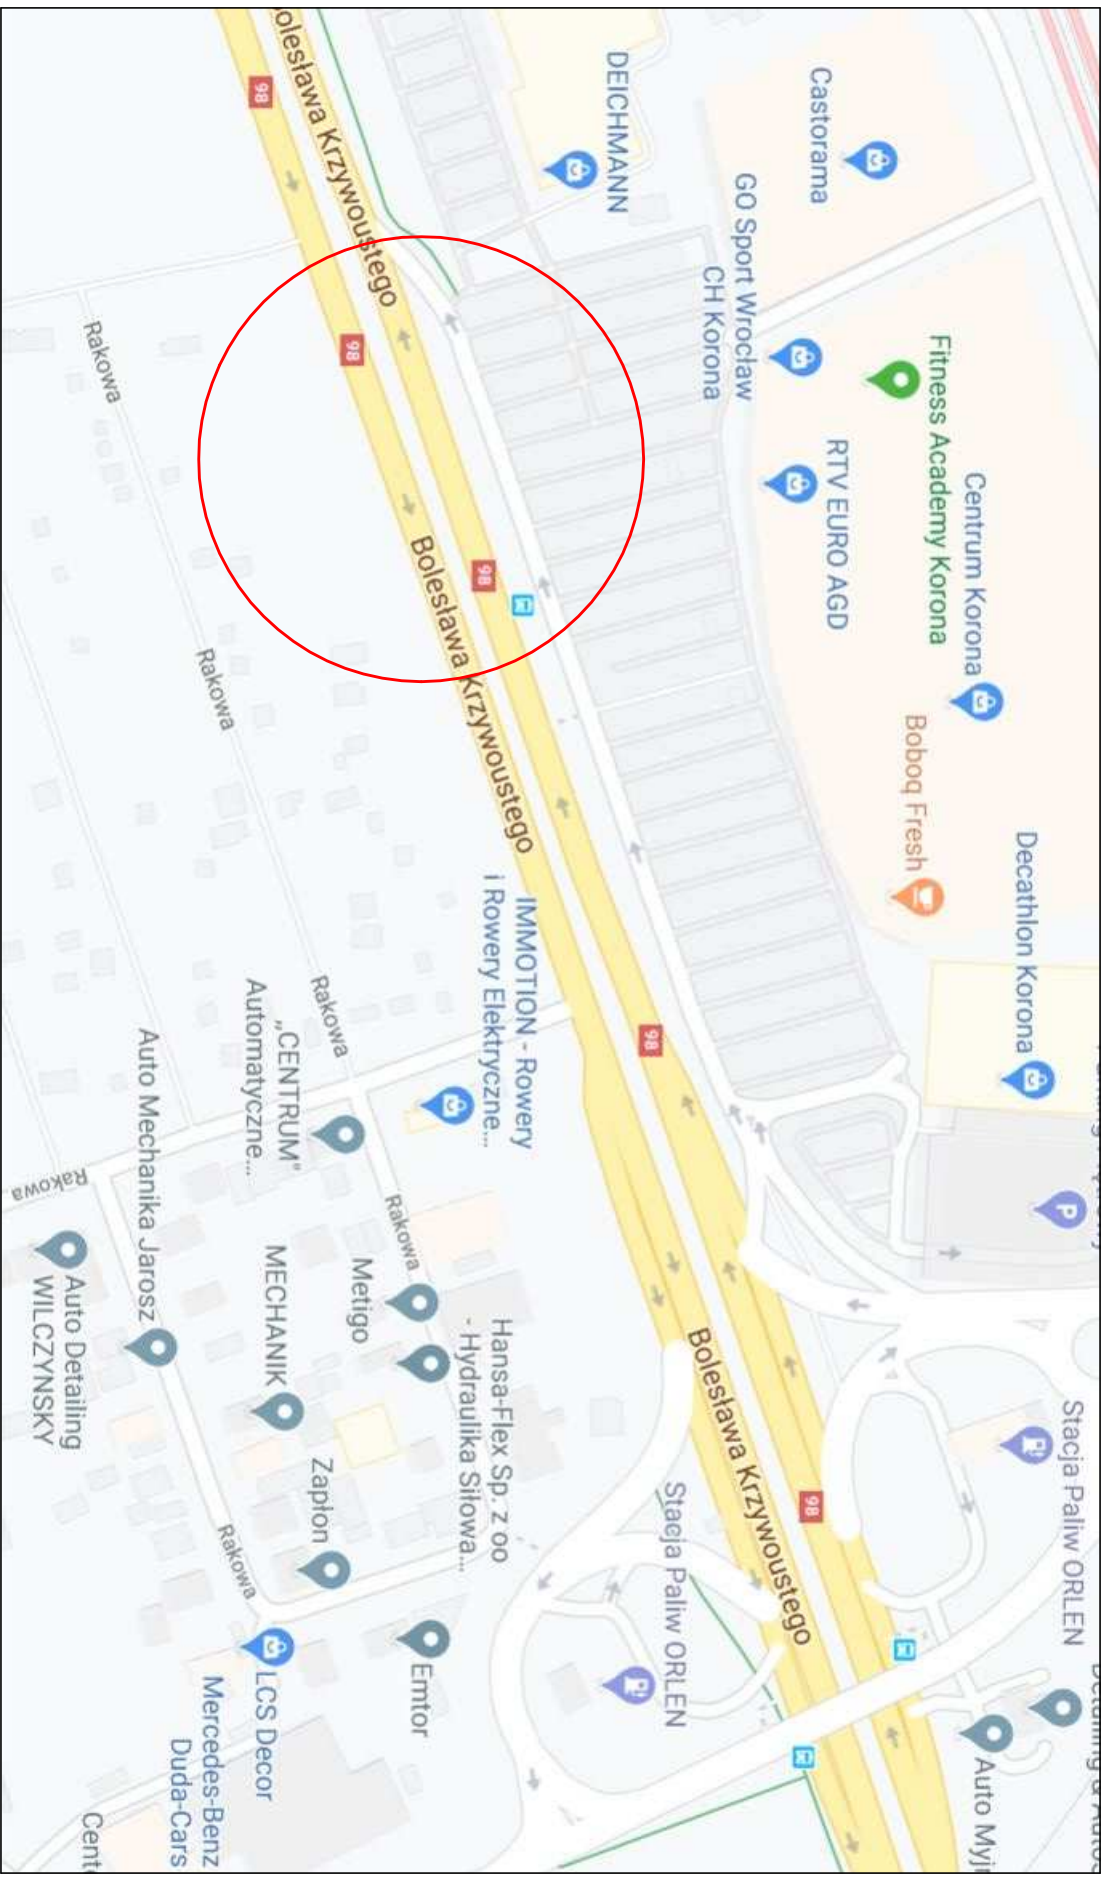 Castorama
DEICHMANN
GO Sport Wrocław
CH Korona
Fitness Academy Korona
Centrum Korona
RTV EURO AGD
Boboq Fresh
Decathlon Korona
P
Stacja Paliw ORLEN
Auto Myj
olesława Krzywoustego
98
98
98
Bolesława Krzywoustego
98
Bolesława Krzywoustego
98
Stacja Paliw ORLEN
IMMOTION - Rowery
i Rowery Elektryczne...
Rakowa
Rakowa
Rakowa
Rakowa
Rakowa
Rakowa
„CENTRUM"
Automatyczne...
Auto Mechanika Jarosz
Auto Detailing
WILCZYNSKY
MECHANIK
Metigo
Hansa-Flex Sp. z oo
- Hydraulika Siłowa...
Zapłon
Emtor
LCS Decor
Mercedes-Benz
Duda-Cars
Cent